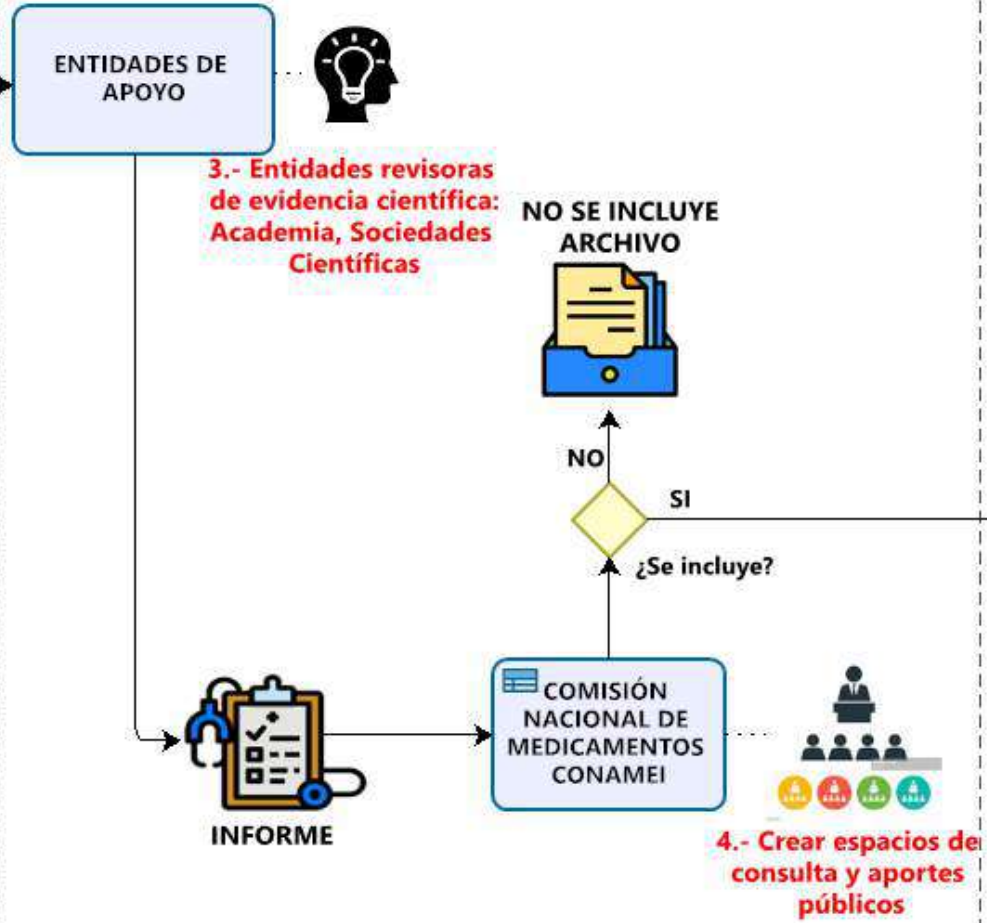 ENTIDADES DE
APOYO
3.- Entidades revisoras
de evidencia científica:
Academia, Sociedades
Científicas
NO SE INCLUYE
ARCHIVO
NO
SI
¿Se incluye?
COMISIÓN
NACIONAL DE
MEDICAMENTOS
CONAMEI
INFORME
4.- Crear espacios de
consulta y aportes
públicos